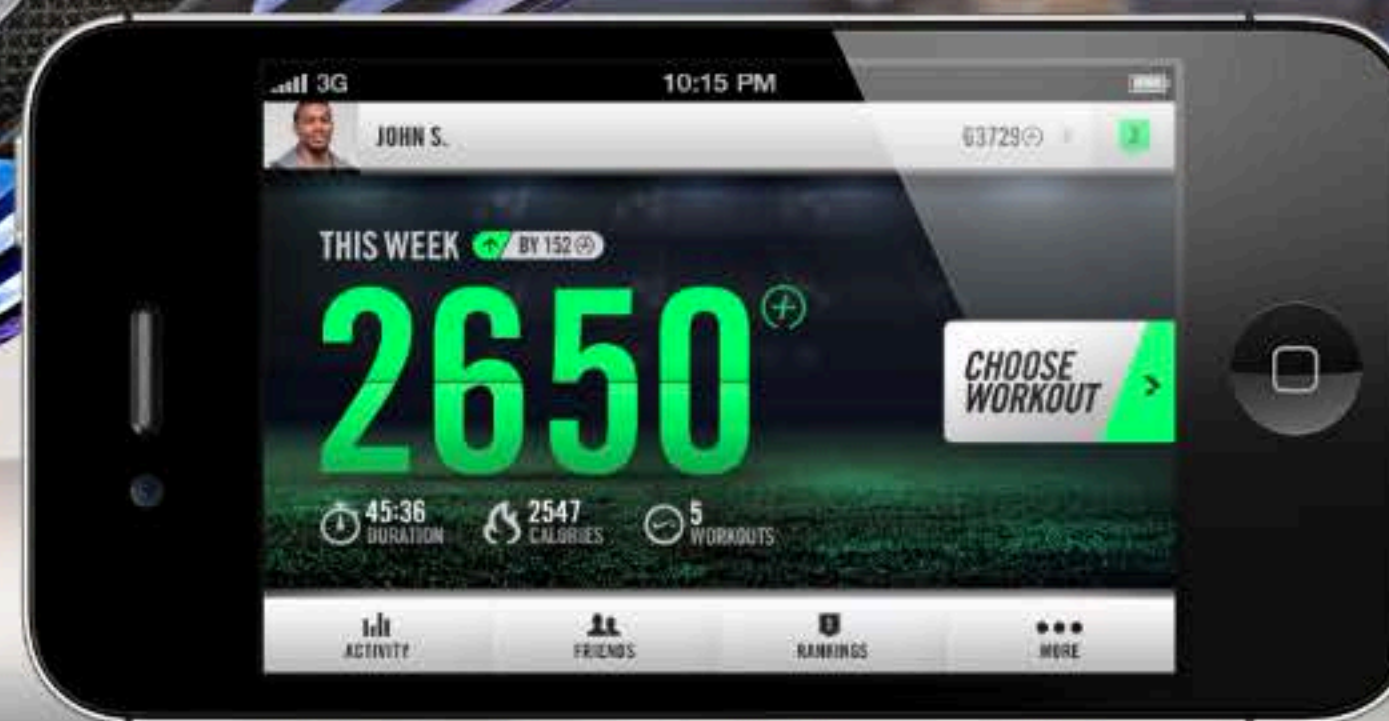 3G
10:15 PM
JOHN S.
63729
THIS WEEK
BY 152
2650
CHOOSE
WORKOUT
45:36
DURATION
2547
CALORIES
5
WORKOUTS
ACTIVITY
FRIENDS
RANKINGS
MORE